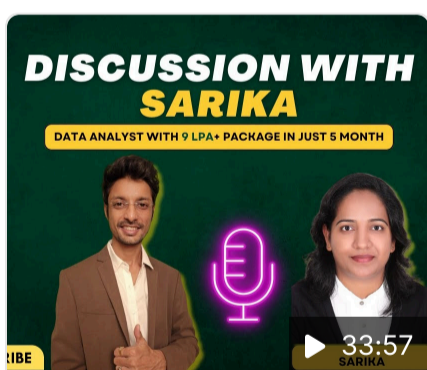 DISCUSSION WITH
SARIKA
DATA ANALYST WITH 9 LPA+ PACKAGE IN JUST 5 MONTH
RIBE
33:57
SARIKA